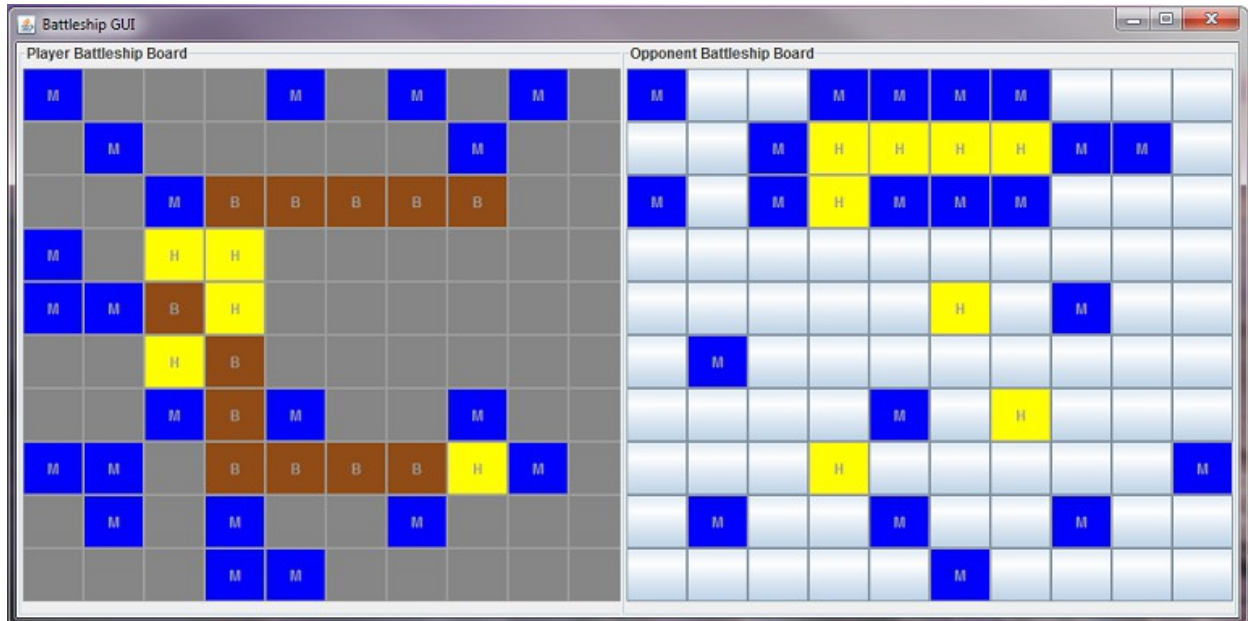 Battleship GUI
Player Battleship Board Opponent Battleship Board
M M M M M M M M M
M M M H H H H M M
M B B B B B M M H M M M
M H H
M M B H H M
H B M
M B M M M H
M M B B B B H M H M
M M M M M M
M M M